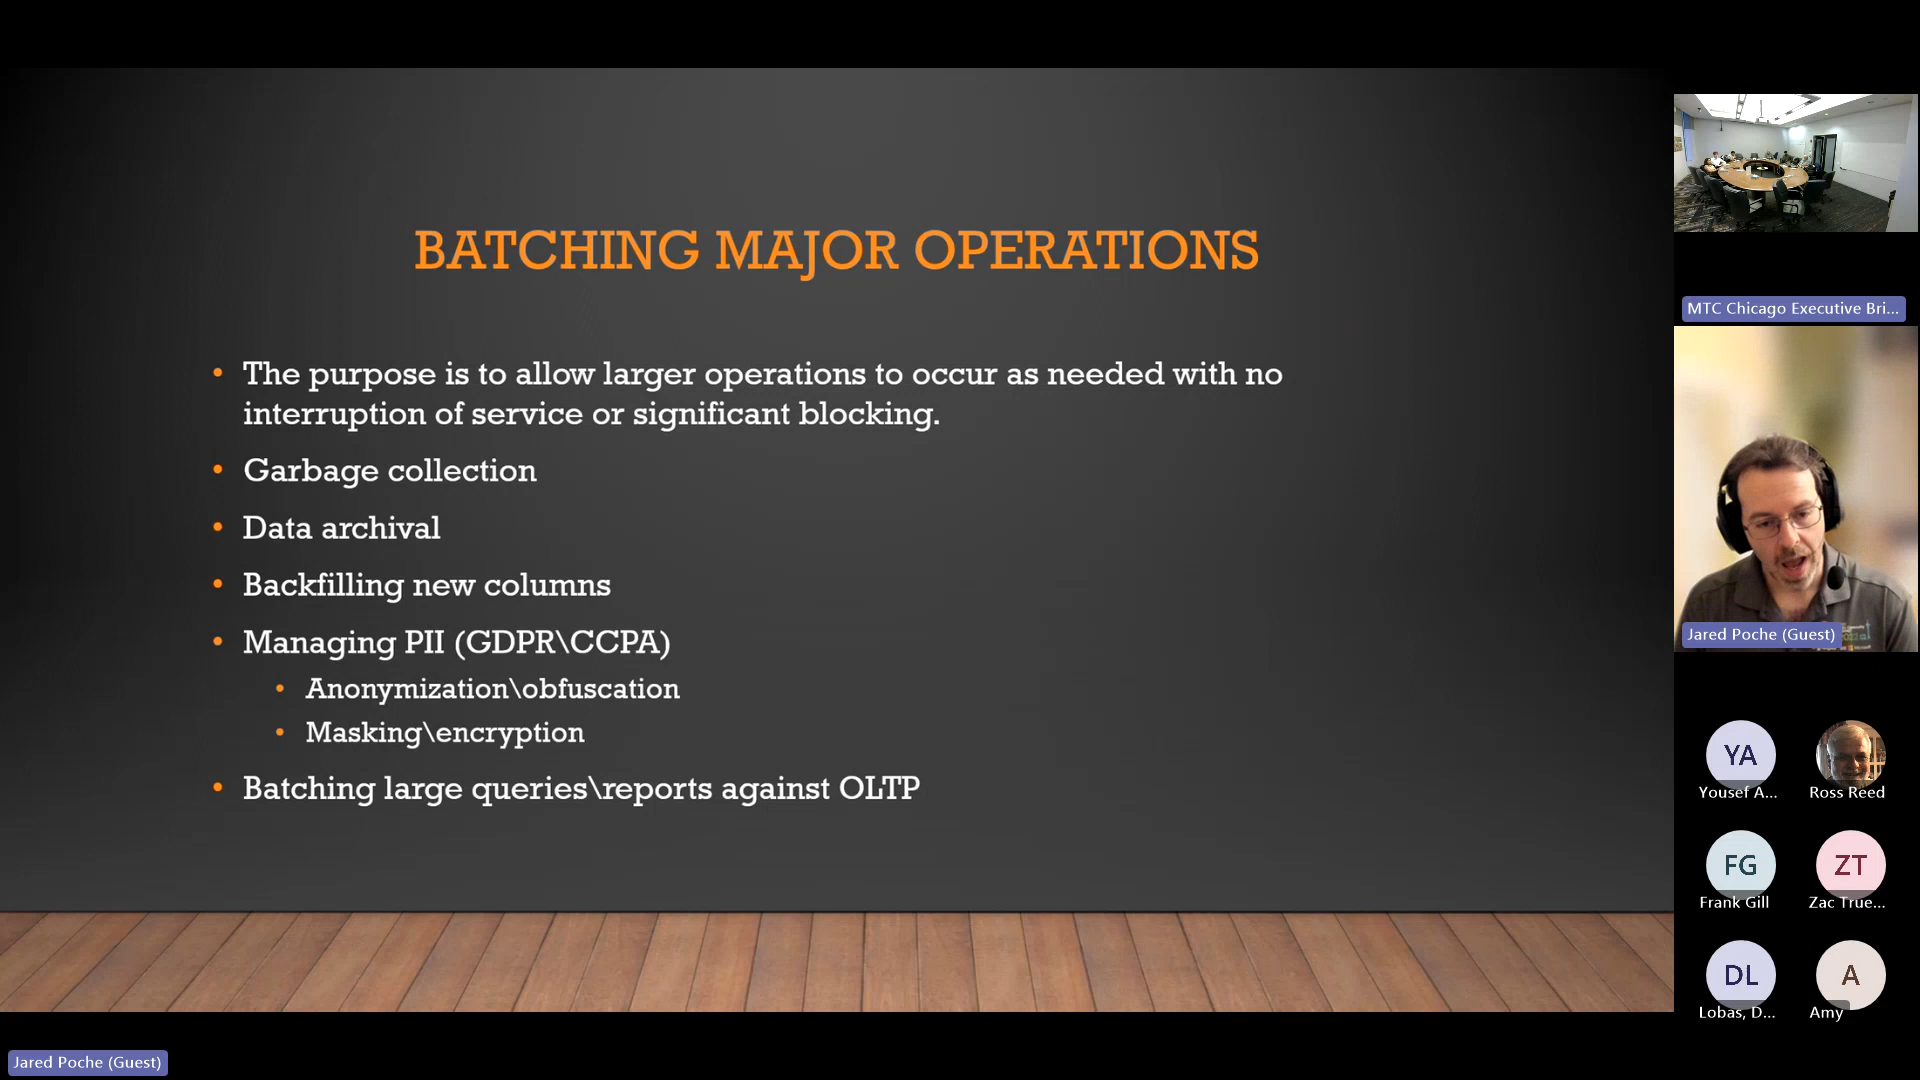 BATCHING MAJOR OPERATIONS
• The purpose is to allow larger operations to occur as needed with no
interruption of service or significant blocking.
• Garbage collection
• Data archival
• Backfilling new columns
• Managing PII (GDPR\CCPA)
• Anonymization\obfuscation
• Masking\encryption
• Batching large queries\reports against OLTP
MTC Chicago Executive Bri...
Jared Poche (Guest)
YA
Yousef A...
Ross Reed
FG
Frank Gill
ZT
Zac True...
DL
Lobas, D...
A
Amy
Jared Poche (Guest)